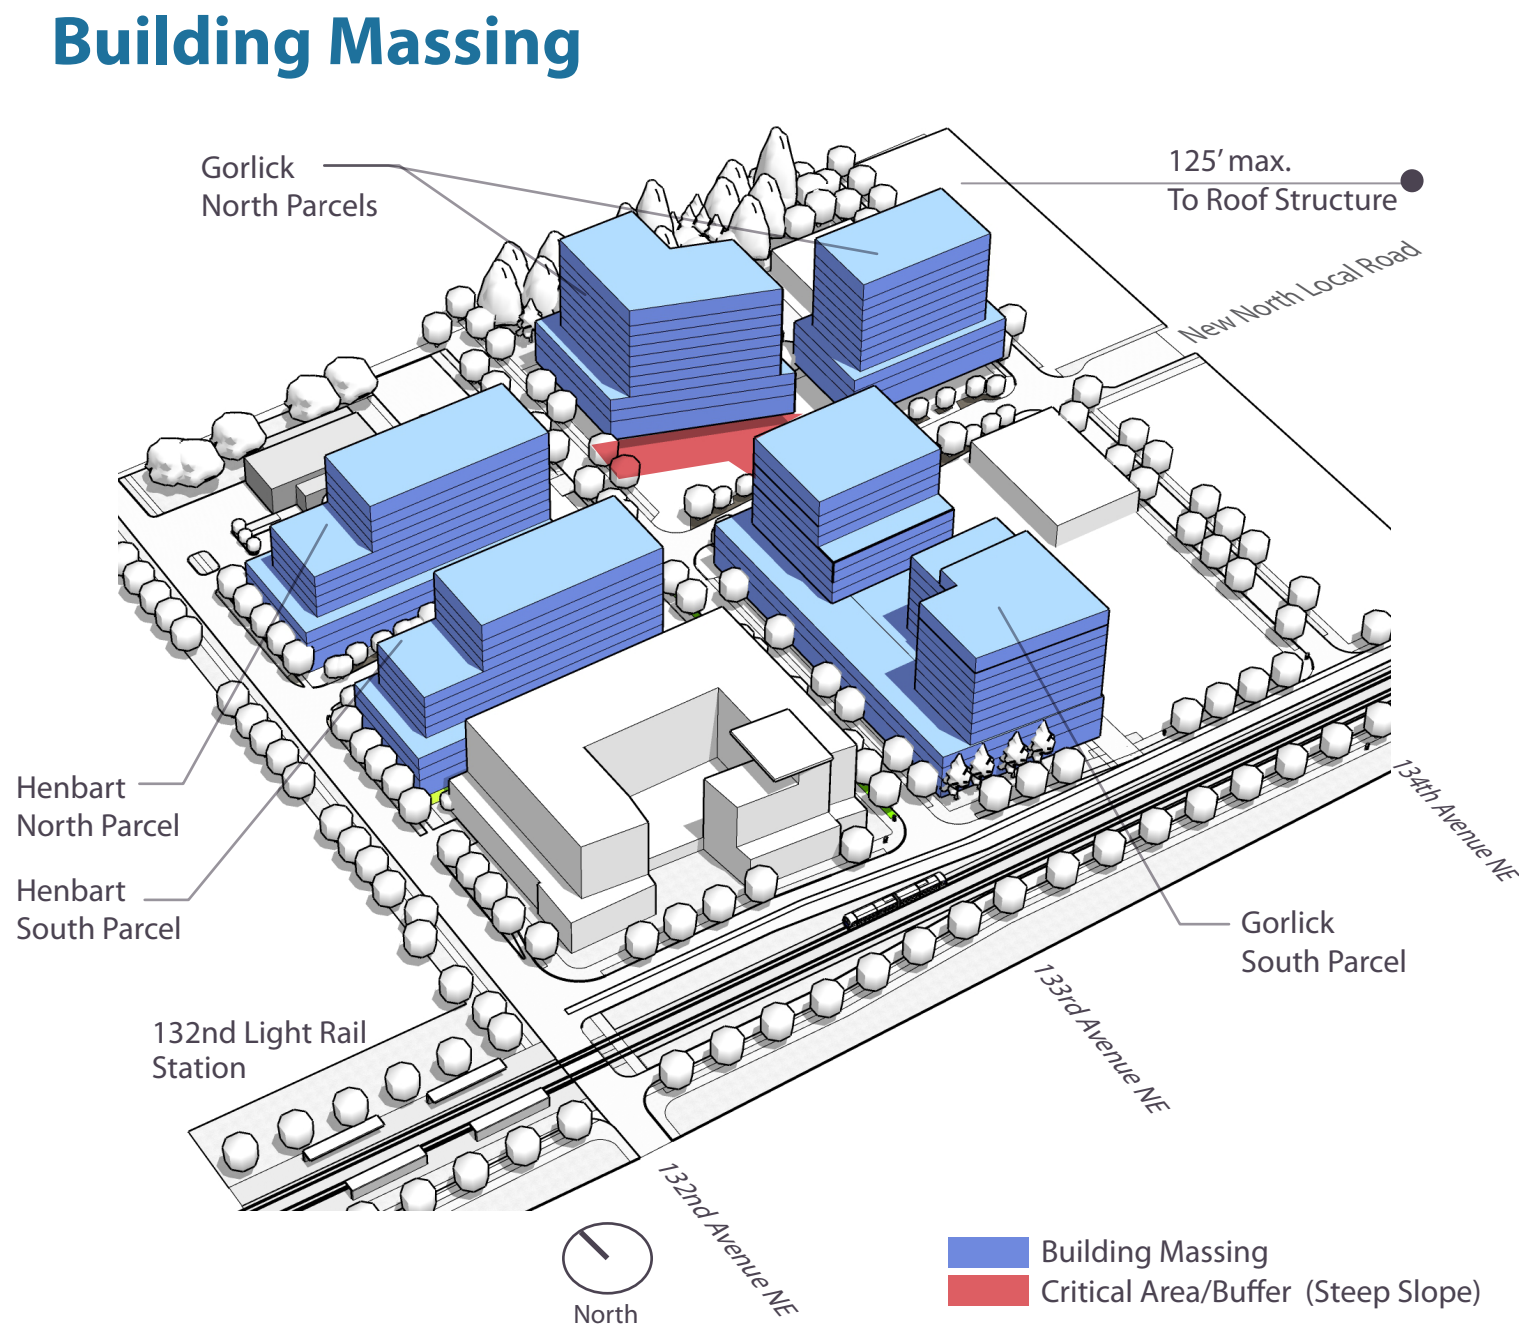 Building Massing
Gorlick
North Parcels
125’ max.
To Roof Structure
New North Local Road
Henbart
North Parcel
Henbart
South Parcel
134th Avenue NE
Gorlick
South Parcel
133rd Avenue NE
132nd Light Rail
Station
132nd Avenue NE
North
Building Massing
Critical Area/Buffer (Steep Slope)